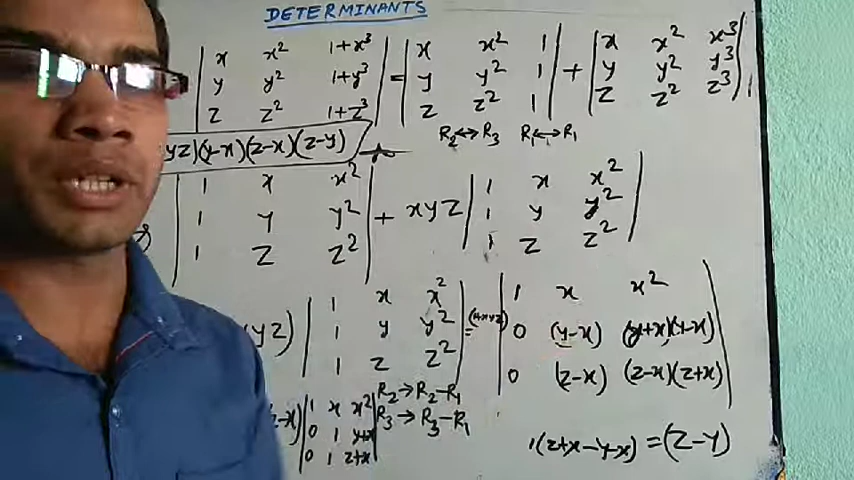 DETERMINANTS
| x x² 1+x³ | = | x x² 1 | + | x x² x³ |
| y y² 1+y³ | | y y² 1 | | y y² y³ |
| z z² 1+z³ | | z z² 1 | | z z² z³ |
yz)(y-x)(z-x)(z-y)
R₂↔R₃ R₁↔R₁
| 1 x x² | + xyz | 1 x x² |
| 1 y y² | | 1 y y² |
| 1 z z² | | 1 z z² |
yz) | 1 x x² | = (1+xyz) | 1 x x² |
| 1 y y² | | 0 (y-x) (y+x)(y-x) |
| 1 z z² | | 0 (z-x) (z-x)(z+x) |
R₂→R₂-R₁
R₃→R₃-R₁
z-x) | 1 x x² |
| 0 1 y+x |
| 0 1 z+x |
1(z+x-y-x) = (z-y)